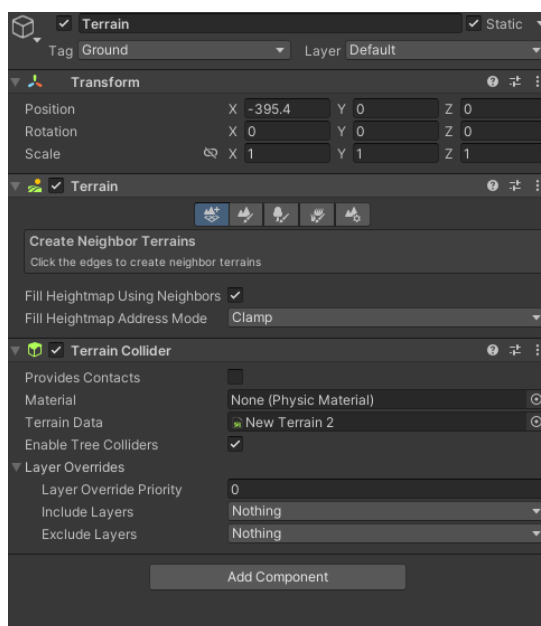 Terrain Static
Tag Ground Layer Default
Transform
Position X -395.4 Y 0 Z 0
Rotation X 0 Y 0 Z 0
Scale X 1 Y 1 Z 1
Terrain
Create Neighbor Terrains
Click the edges to create neighbor terrains
Fill Heightmap Using Neighbors
Fill Heightmap Address Mode Clamp
Terrain Collider
Provides Contacts
Material None (Physic Material)
Terrain Data New Terrain 2
Enable Tree Colliders
Layer Overrides
Layer Override Priority 0
Include Layers Nothing
Exclude Layers Nothing
Add Component